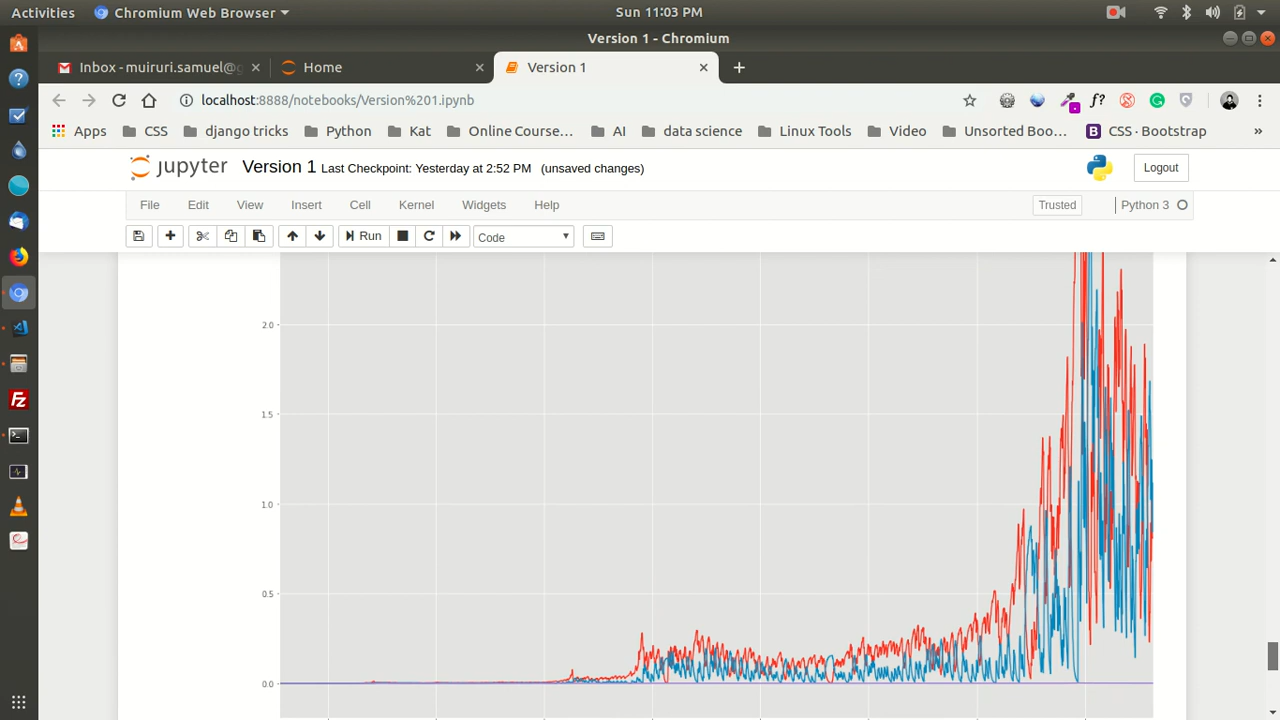 Activities Chromium Web Browser Sun 11:03 PM
Version 1 - Chromium
Inbox - muiruri.samuel@g Home Version 1
localhost:8888/notebooks/Version%201.ipynb f?
Apps CSS django tricks Python Kat Online Course... AI data science Linux Tools Video Unsorted Boo... B CSS · Bootstrap »
jupyter Version 1 Last Checkpoint: Yesterday at 2:52 PM (unsaved changes) Logout
File Edit View Insert Cell Kernel Widgets Help Trusted Python 3
Run Code
2.0
1.5
1.0
0.5
0.0